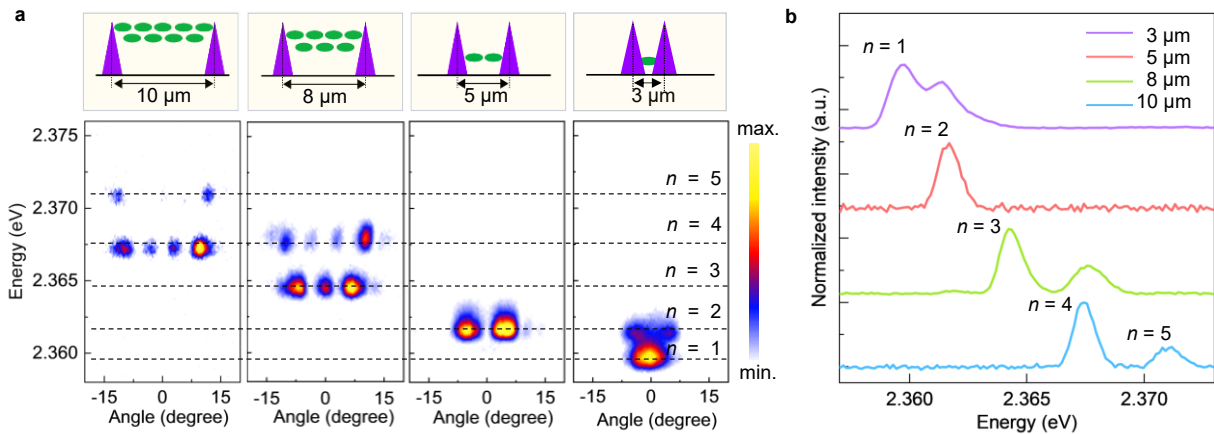 a
10 µm
8 µm
5 µm
3 µm
2.375
2.370
2.365
2.360
Energy (eV)
-15 0 15
Angle (degree)
-15 0 15
Angle (degree)
-15 0 15
Angle (degree)
-15 0 15
Angle (degree)
n = 5
n = 4
n = 3
n = 2
n = 1
max.
min.
b
Normalized intensity (a.u.)
n = 1
n = 2
n = 3
n = 4
n = 5
3 µm
5 µm
8 µm
10 µm
2.360 2.365 2.370
Energy (eV)